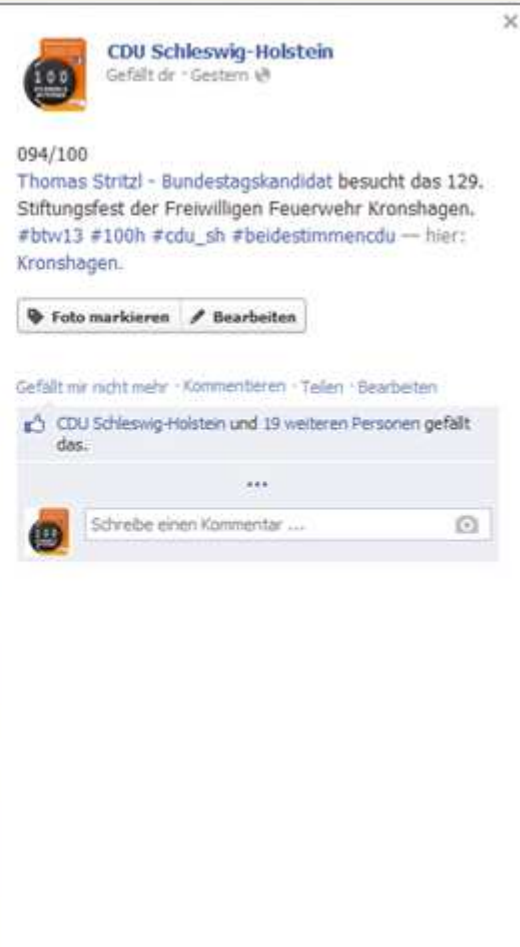 CDU Schleswig-Holstein
Gefällt dir · Gestern
100
094/100
Thomas Stritzl - Bundestagskandidat besucht das 129.
Stiftungsfest der Freiwilligen Feuerwehr Kronshagen.
#btw13 #100h #cdu_sh #beidestimmencdu — hier:
Kronshagen.
Foto markieren Bearbeiten
Gefällt mir nicht mehr · Kommentieren · Teilen · Bearbeiten
CDU Schleswig-Holstein und 19 weiteren Personen gefällt
das.
...
100
Schreibe einen Kommentar ...